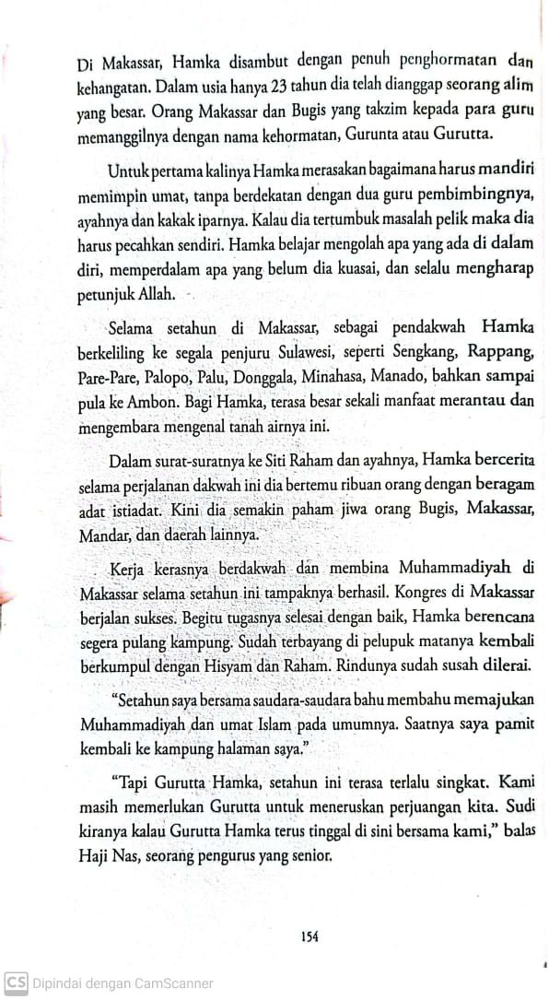 Di Makassar, Hamka disambut dengan penuh penghormatan dan
kehangatan. Dalam usia hanya 23 tahun dia telah dianggap seorang alim
yang besar. Orang Makassar dan Bugis yang takzim kepada para guru
memanggilnya dengan nama kehormatan, Gurunta atau Gurutta.
Untuk pertama kalinya Hamka merasakan bagaimana harus mandiri
memimpin umat, tanpa berdekatan dengan dua guru pembimbingnya,
ayahnya dan kakak iparnya. Kalau dia tertumbuk masalah pelik maka dia
harus pecahkan sendiri. Hamka belajar mengolah apa yang ada di dalam
diri, memperdalam apa yang belum dia kuasai, dan selalu mengharap
petunjuk Allah.
Selama setahun di Makassar, sebagai pendakwah Hamka
berkeliling ke segala penjuru Sulawesi, seperti Sengkang, Rappang,
Pare-Pare, Palopo, Palu, Donggala, Minahasa, Manado, bahkan sampai
pula ke Ambon. Bagi Hamka, terasa besar sekali manfaat merantau dan
mengembara mengenal tanah airnya ini.
Dalam surat-suratnya ke Siti Raham dan ayahnya, Hamka bercerita
selama perjalanan dakwah ini dia bertemu ribuan orang dengan beragam
adat istiadat. Kini dia semakin paham jiwa orang Bugis, Makassar,
Mandar, dan daerah lainnya.
Kerja kerasnya berdakwah dan membina Muhammadiyah di
Makassar selama setahun ini tampaknya berhasil. Kongres di Makassar
berjalan sukses. Begitu tugasnya selesai dengan baik, Hamka berencana
segera pulang kampung. Sudah terbayang di pelupuk matanya kembali
berkumpul dengan Hisyam dan Raham. Rindunya sudah susah dilerai.
“Setahun saya bersama saudara-saudara bahu membahu memajukan
Muhammadiyah dan umat Islam pada umumnya. Saatnya saya pamit
kembali ke kampung halaman saya.”
“Tapi Gurutta Hamka, setahun ini terasa terlalu singkat. Kami
masih memerlukan Gurutta untuk meneruskan perjuangan kita. Sudi
kiranya kalau Gurutta Hamka terus tinggal di sini bersama kami,” balas
Haji Nas, seorang pengurus yang senior.
154
CS Dipindai dengan CamScanner